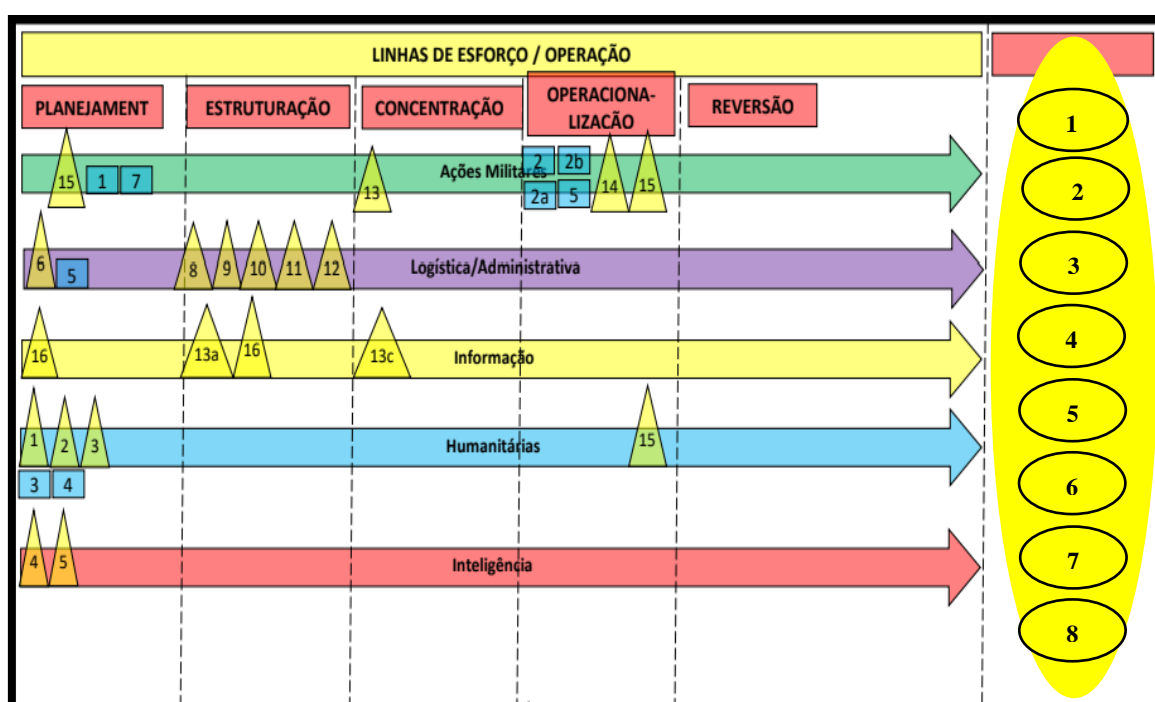 LINHAS DE ESFORÇO / OPERAÇÃO
PLANEJAMENT
ESTRUTURAÇÃO
CONCENTRAÇÃO
OPERACIONA-
LIZACÃO
REVERSÃO
15
1
7
13
Ações Militares
2
2b
2a
5
14
15
6
5
8
9
10
11
12
Logística/Administrativa
16
13a
16
13c
Informação
1
2
3
Humanitárias
15
3
4
4
5
Inteligência
1
2
3
4
5
6
7
8